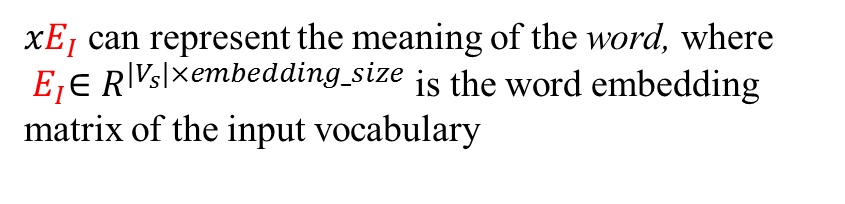 xE_I can represent the meaning of the word, where
E_I ∈ R^{|V_s|×embedding_size} is the word embedding
matrix of the input vocabulary